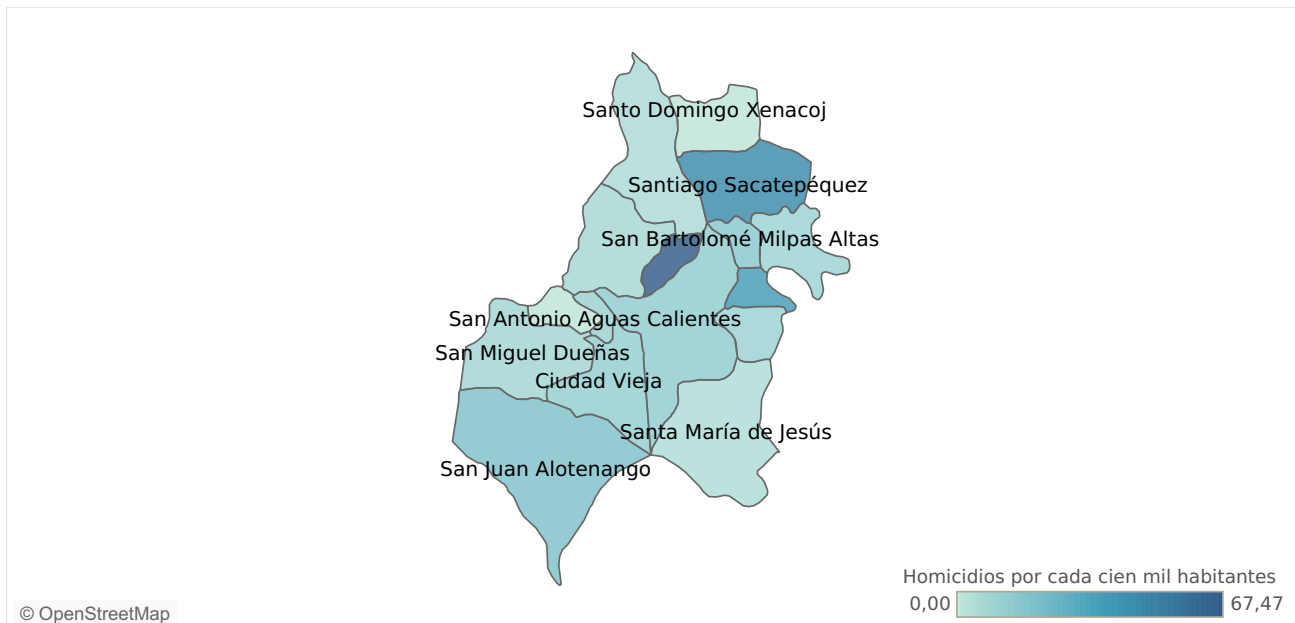 Santo Domingo Xenacoj
Santiago Sacatepéquez
San Bartolomé Milpas Altas
San Antonio Aguas Calientes
San Miguel Dueñas
Ciudad Vieja
Santa María de Jesús
San Juan Alotenango
Homicidios por cada cien mil habitantes
0,00 67,47
© OpenStreetMap